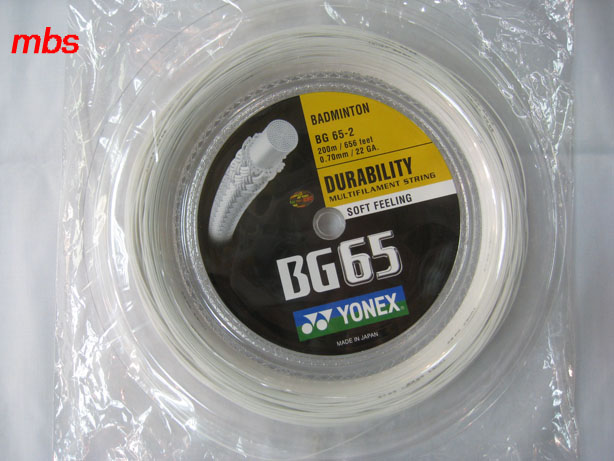 mbs
BADMINTON
BG 65-2
200m / 656 feet
0.70mm / 22 GA.
DURABILITY
MULTIFILAMENT STRING
SOFT FEELING
BG65
YONEX
MADE IN JAPAN